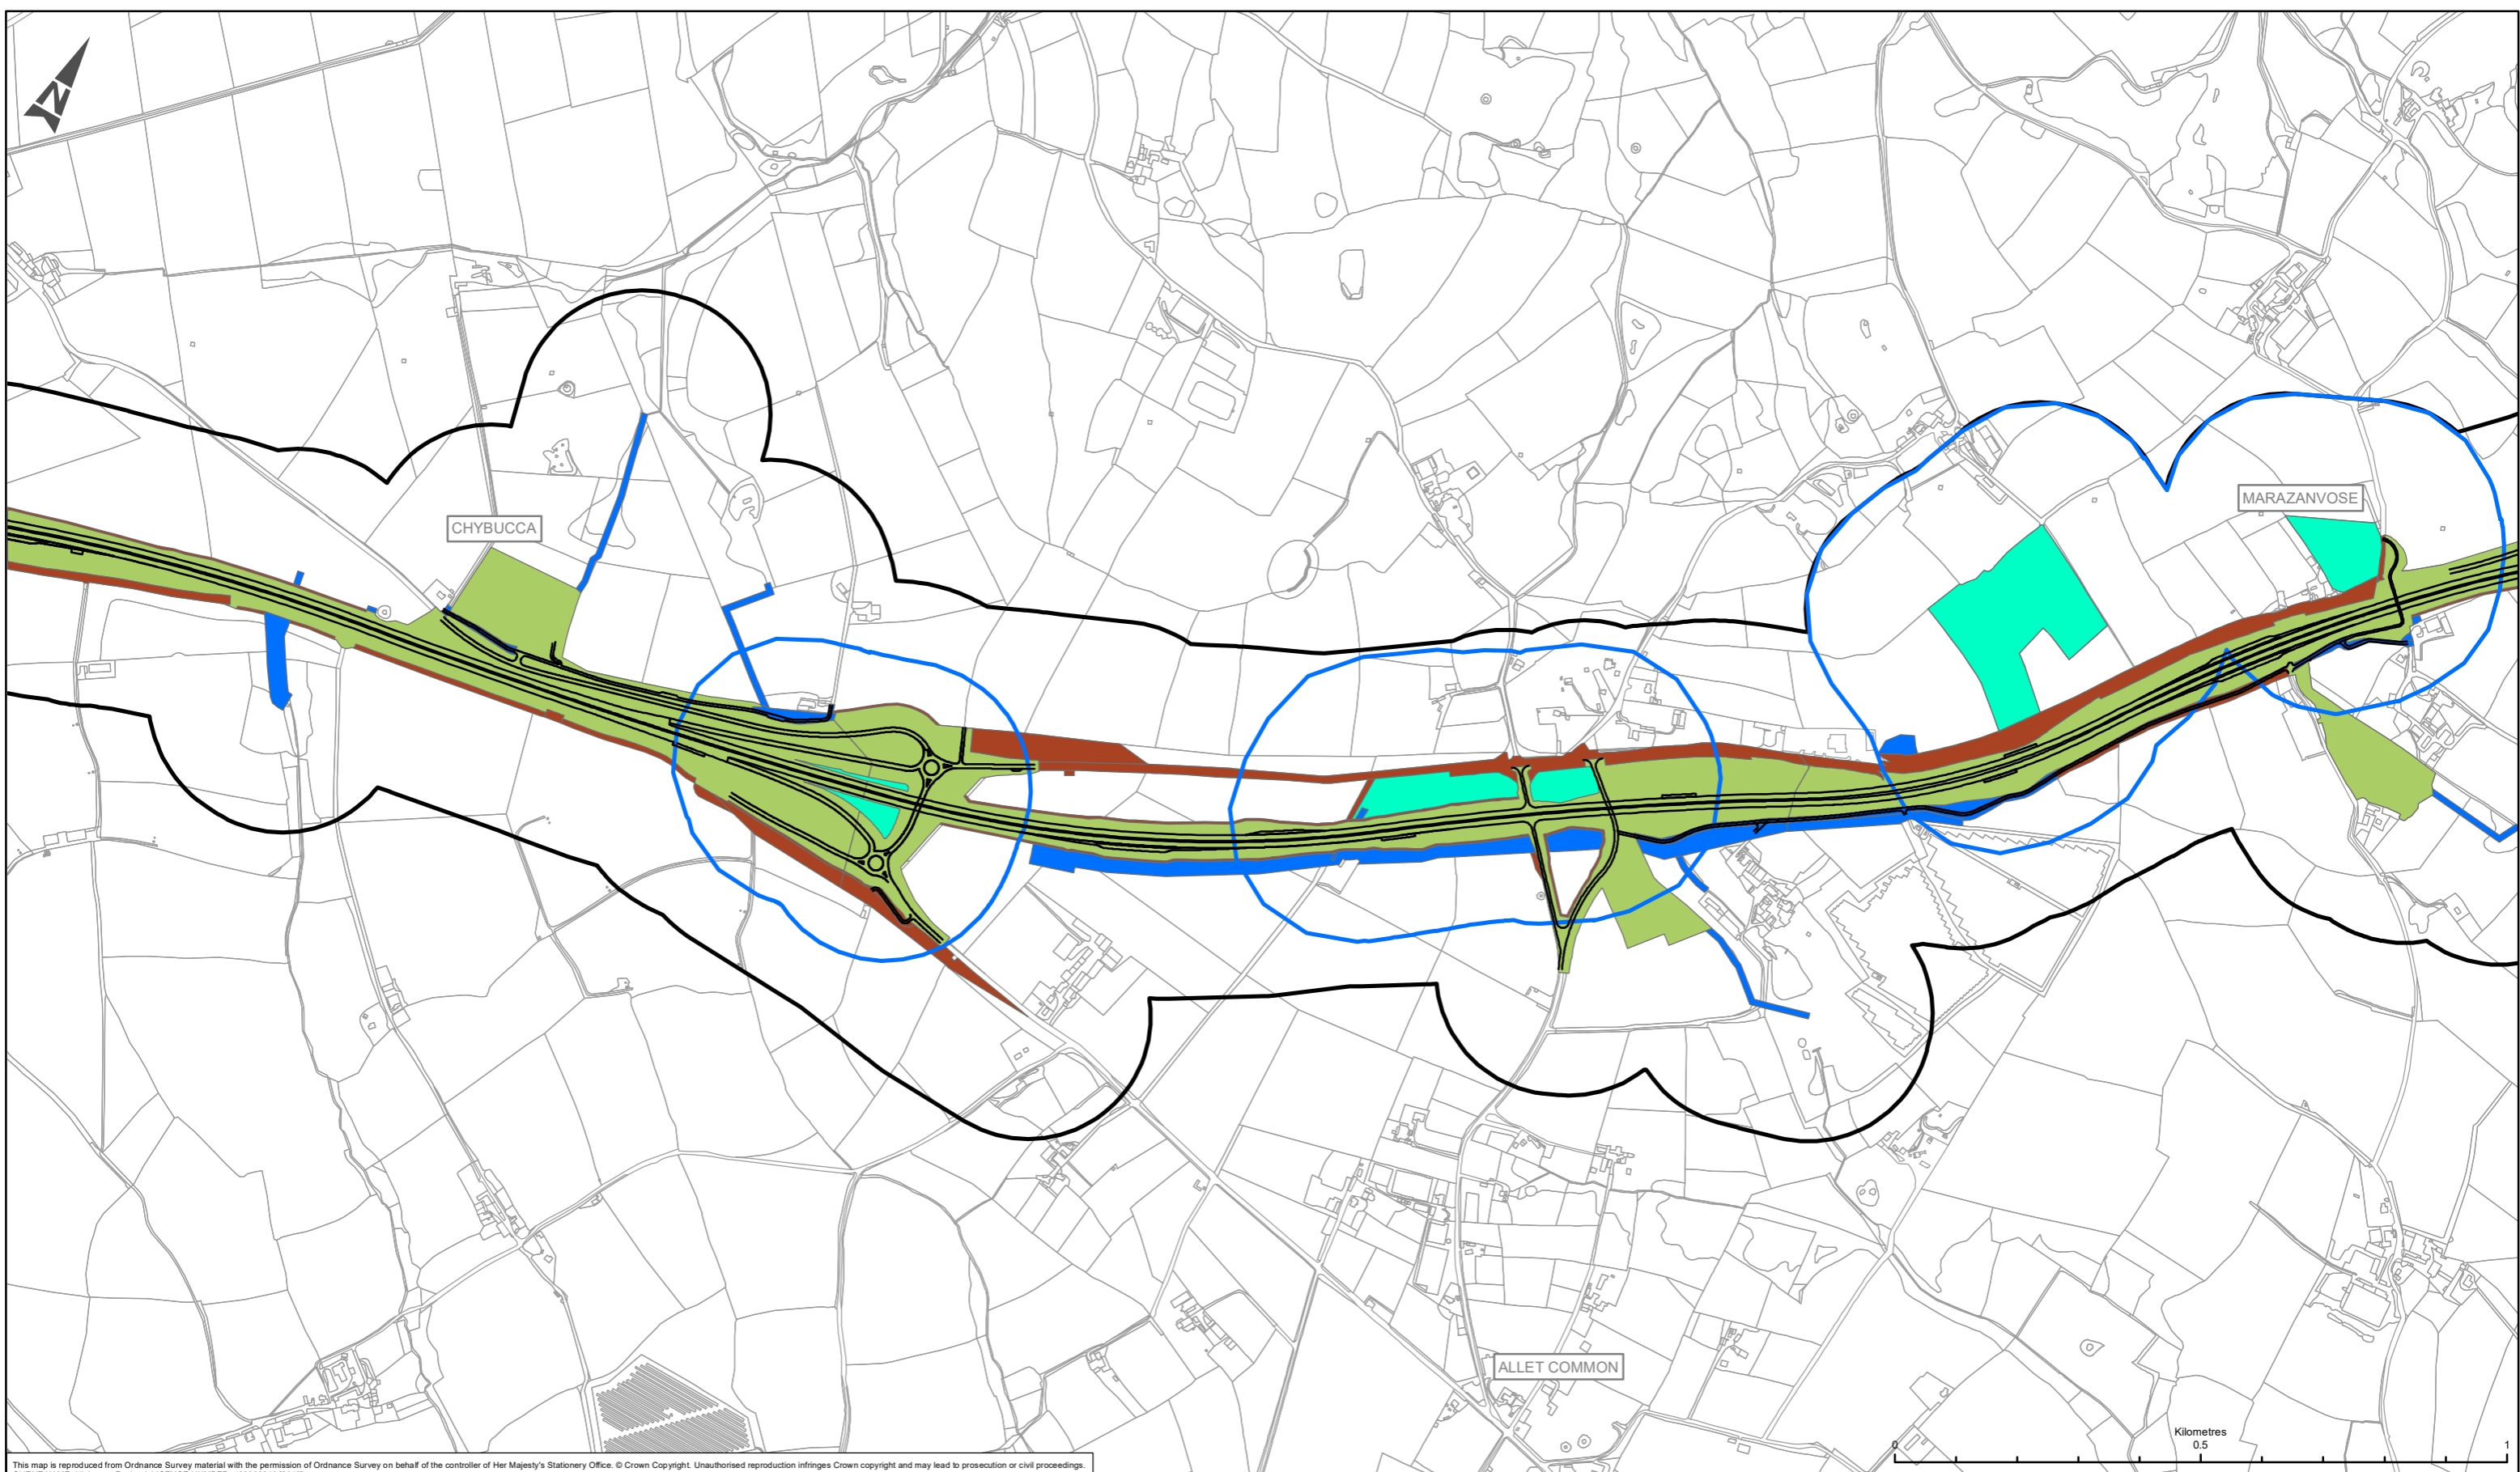 N
CHYBUCCA
MARAZANVOSE
ALLET COMMON
Kilometres
0 0.5 1
This map is reproduced from Ordnance Survey material with the permission of Ordnance Survey on behalf of the controller of Her Majesty's Stationery Office. © Crown Copyright. Unauthorised reproduction infringes Crown copyright and may lead to prosecution or civil proceedings.